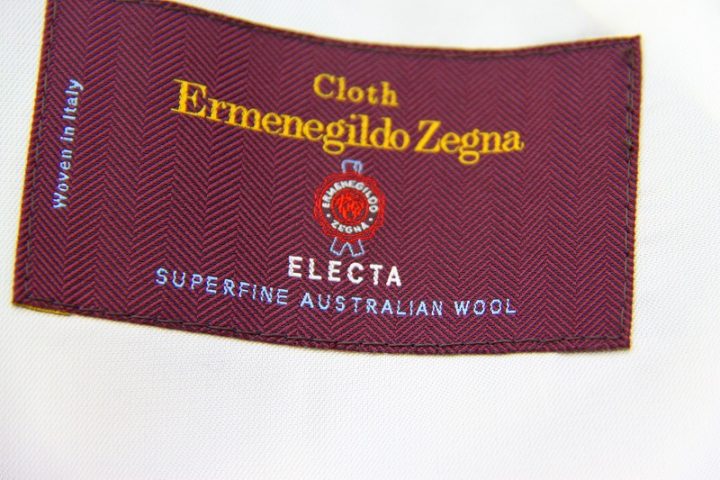 Woven in Italy
Cloth
Ermenegildo Zegna
ERMENEGILDO
ZEGNA
ELECTA
SUPERFINE AUSTRALIAN WOOL